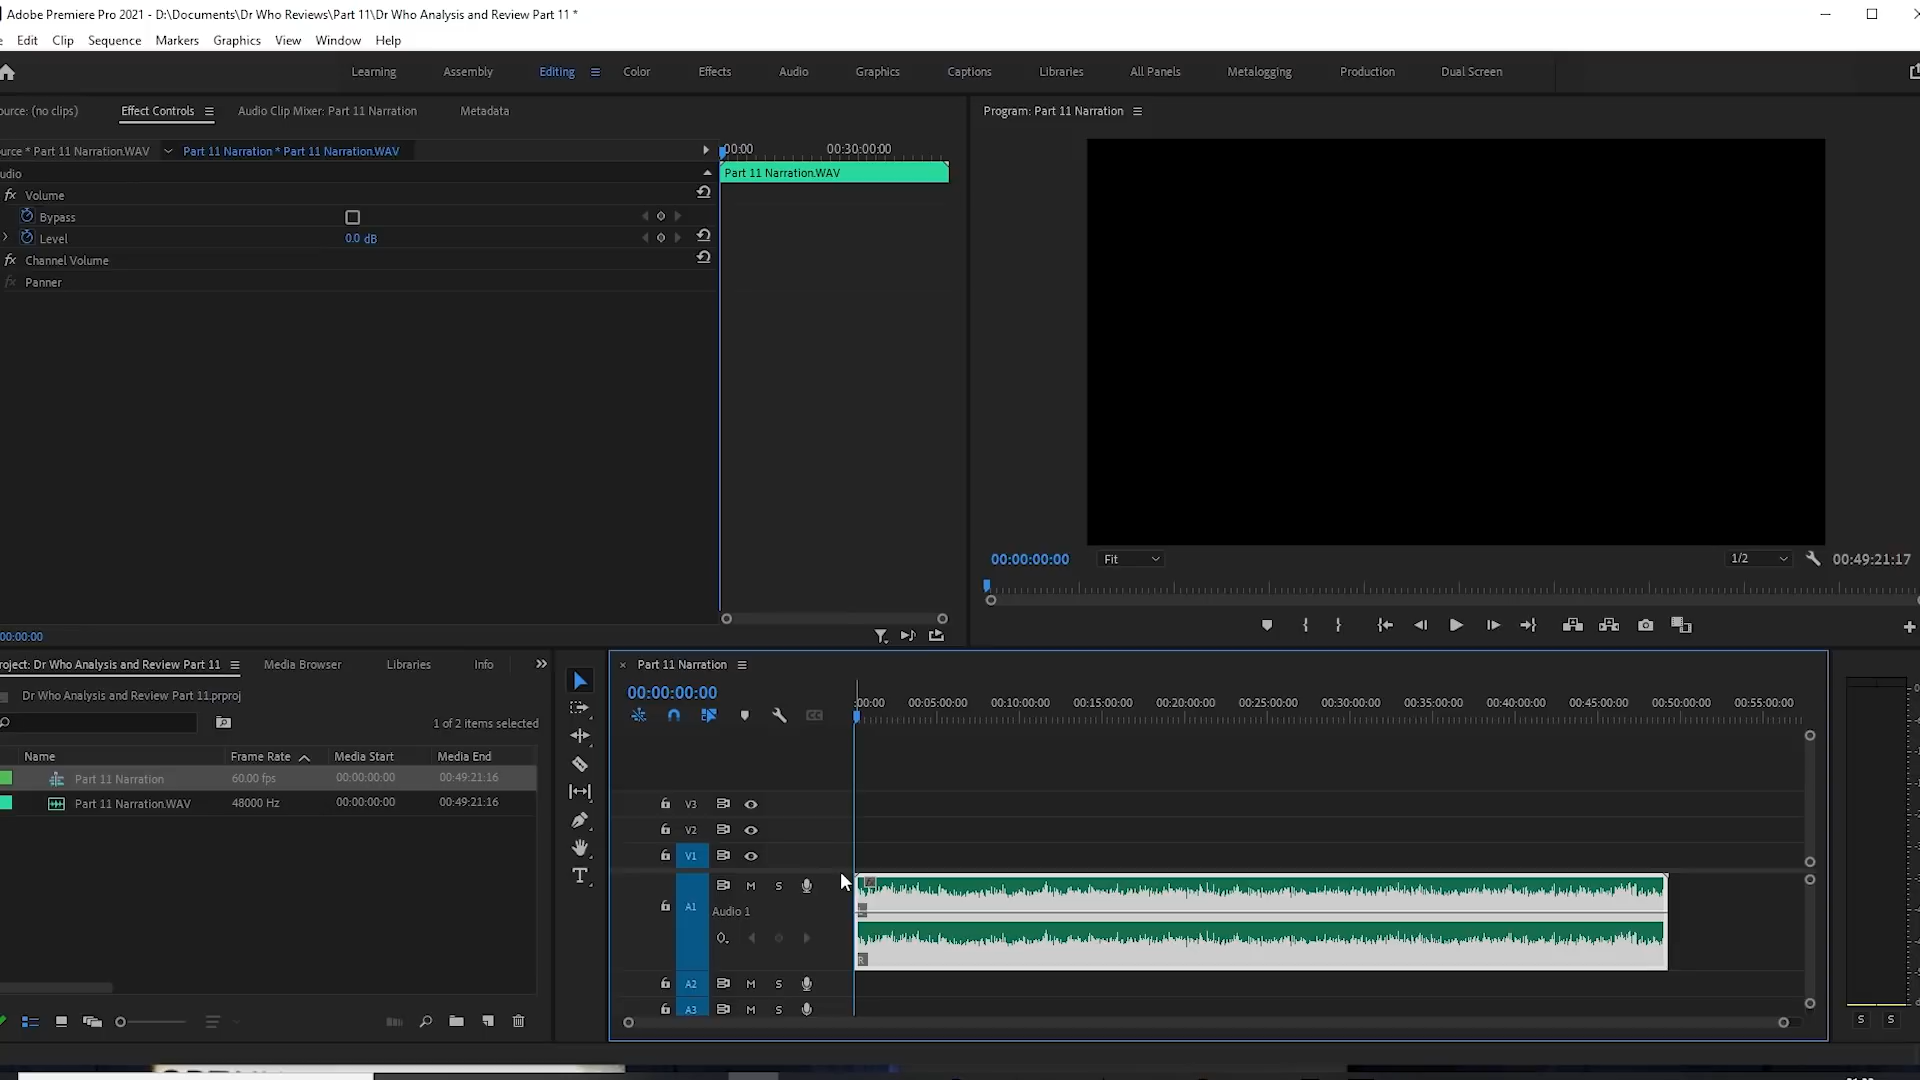 Adobe Premiere Pro 2021 - D:\Documents\Dr Who Reviews\Part 11\Dr Who Analysis and Review Part 11 *
Edit Clip Sequence Markers Graphics View Window Help
Learning Assembly Editing Color Effects Audio Graphics Captions Libraries All Panels Metalogging Production Dual Screen
ource: (no clips) Effect Controls Audio Clip Mixer: Part 11 Narration Metadata
Program: Part 11 Narration
urce * Part 11 Narration.WAV Part 11 Narration * Part 11 Narration.WAV
00:00 00:30:00:00
udio
Part 11 Narration.WAV
fx Volume
Bypass
Level 0.0 dB
fx Channel Volume
fx Panner
00:00:00:00 Fit 1/2 00:49:21:17
00:00:00
roject: Dr Who Analysis and Review Part 11 Media Browser Libraries Info
Dr Who Analysis and Review Part 11.prproj
1 of 2 items selected
Name Frame Rate Media Start Media End
Part 11 Narration 60.00 fps 00:00:00:00 00:49:21:16
Part 11 Narration.WAV 48000 Hz 00:00:00:00 00:49:21:16
Part 11 Narration
00:00:00:00
:00:00 00:05:00:00 00:10:00:00 00:15:00:00 00:20:00:00 00:25:00:00 00:30:00:00 00:35:00:00 00:40:00:00 00:45:00:00 00:50:00:00 00:55:00:00
V3
V2
V1
A1 M S
Audio 1
R
A2 M S
A3 M S
S S